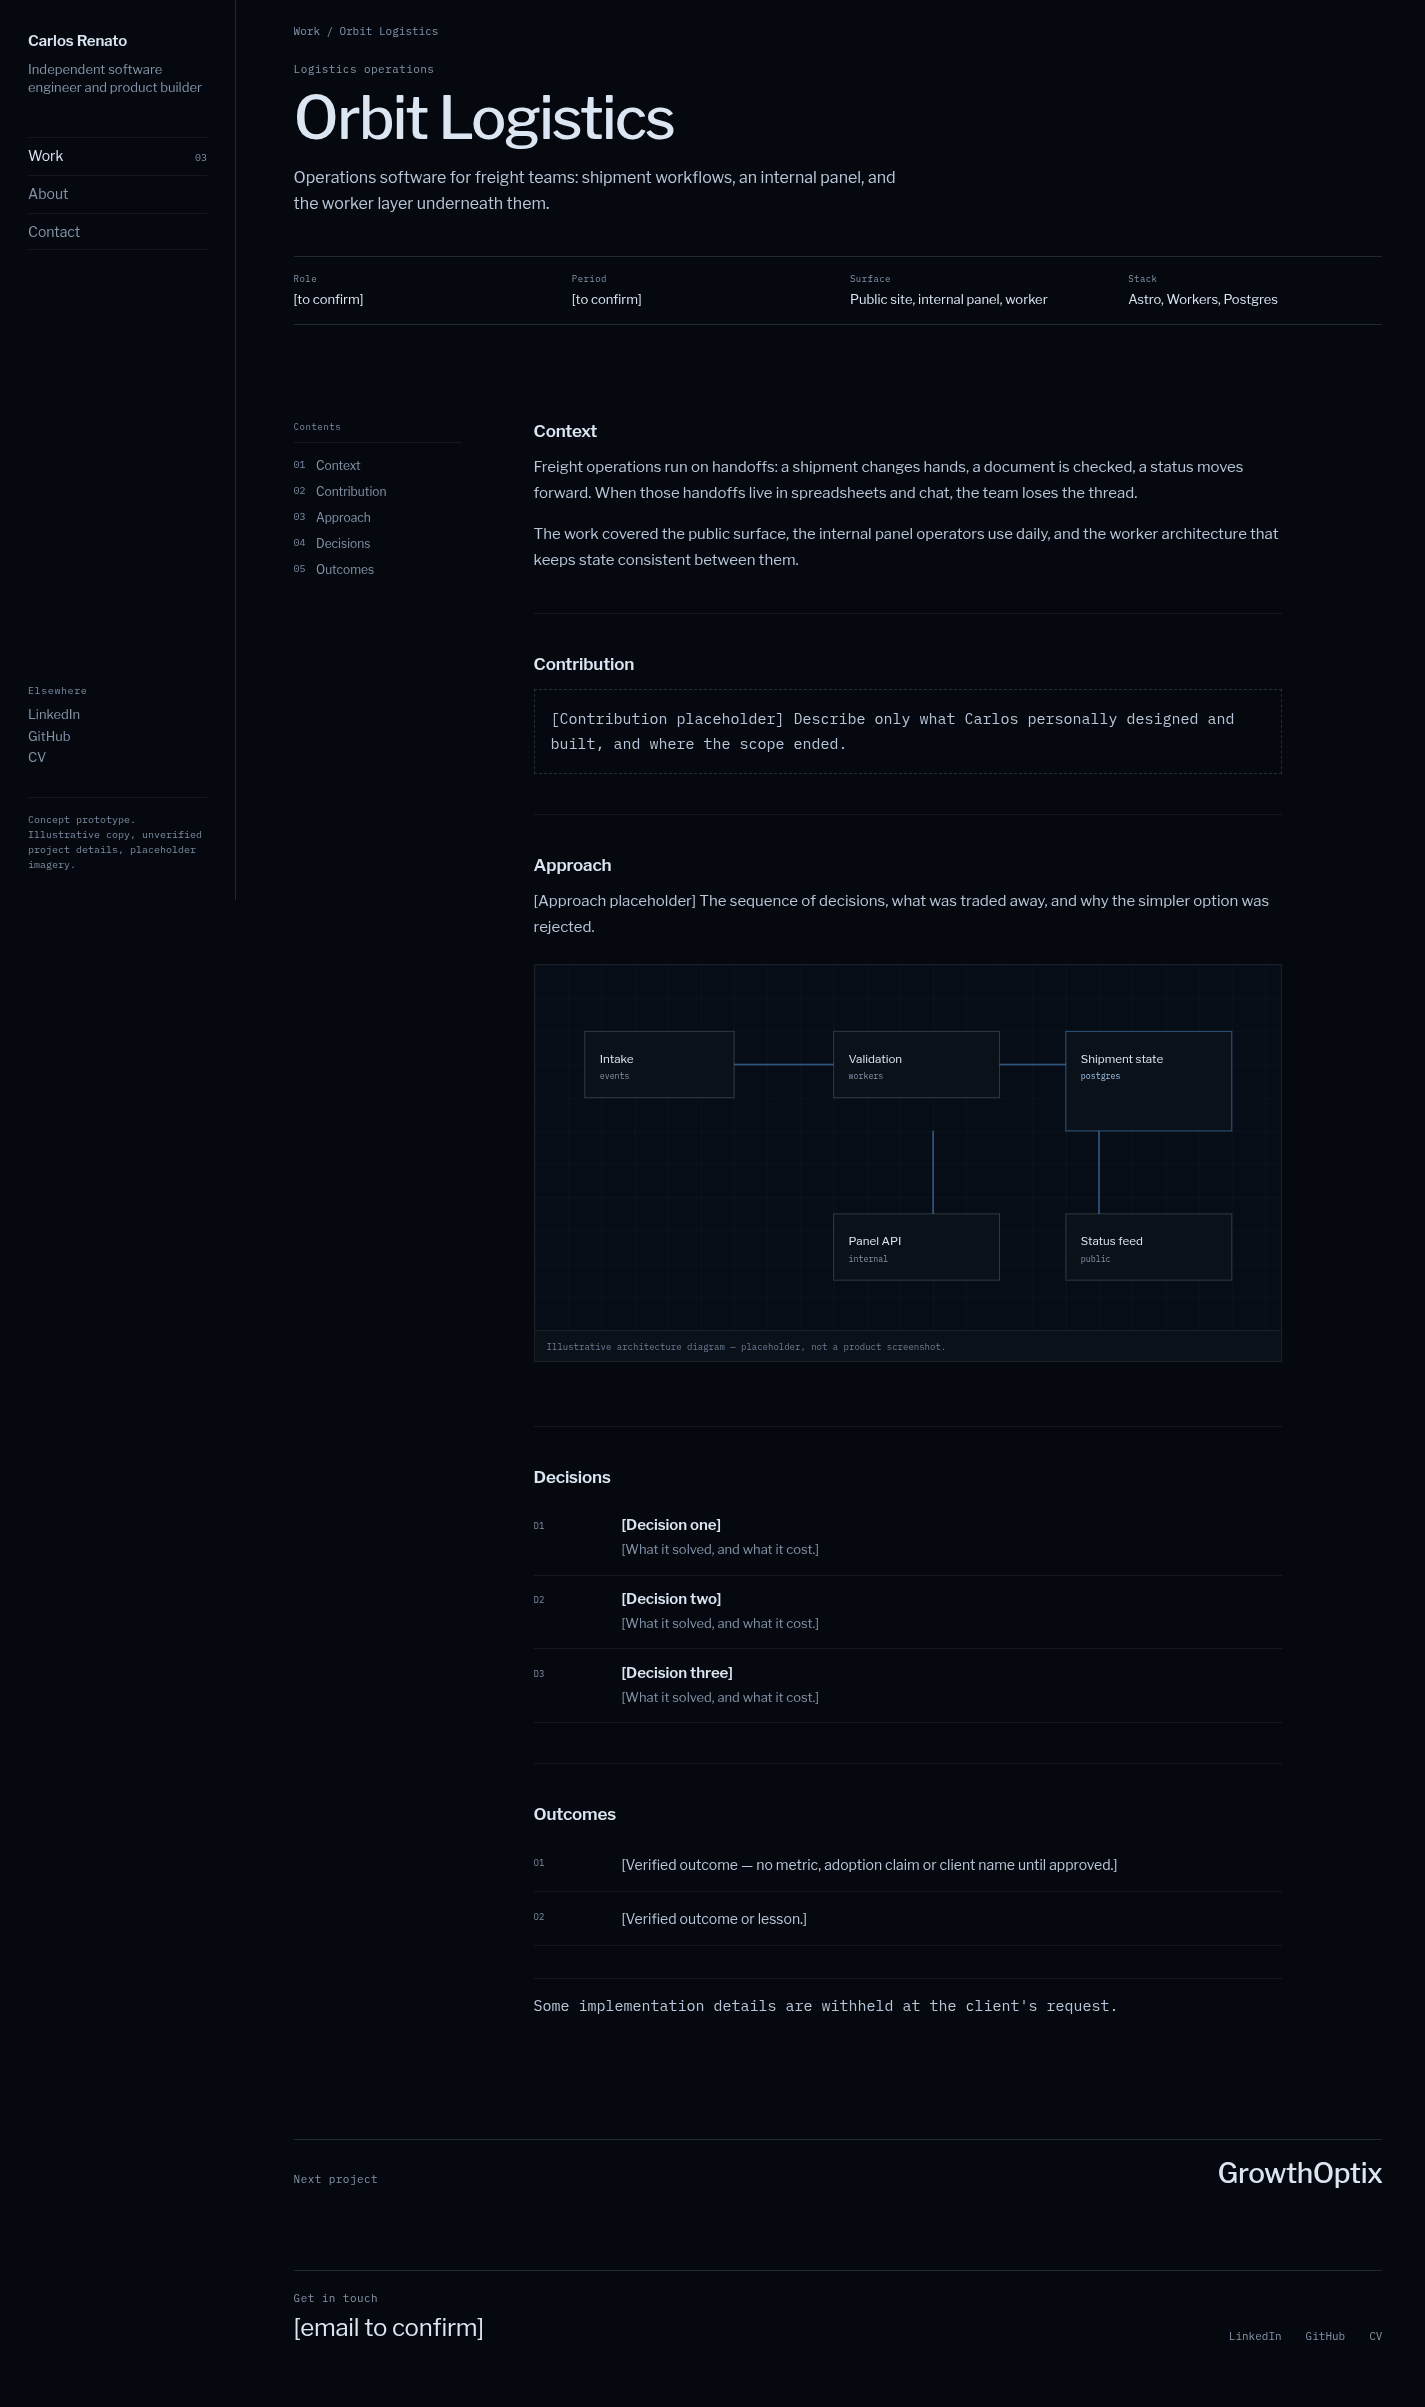 Carlos Renato
Independent software
engineer and product builder
Work 03
About
Contact
Elsewhere
LinkedIn
GitHub
CV
Concept prototype.
Illustrative copy, unverified
project details, placeholder
imagery.
Work / Orbit Logistics
Logistics operations
Orbit Logistics
Operations software for freight teams: shipment workflows, an internal panel, and
the worker layer underneath them.
Role
[to confirm]
Period
[to confirm]
Surface
Public site, internal panel, worker
Stack
Astro, Workers, Postgres
Contents
01 Context
02 Contribution
03 Approach
04 Decisions
05 Outcomes
Context
Freight operations run on handoffs: a shipment changes hands, a document is checked, a status moves
forward. When those handoffs live in spreadsheets and chat, the team loses the thread.
The work covered the public surface, the internal panel operators use daily, and the worker architecture that
keeps state consistent between them.
Contribution
[Contribution placeholder] Describe only what Carlos personally designed and
built, and where the scope ended.
Approach
[Approach placeholder] The sequence of decisions, what was traded away, and why the simpler option was
rejected.
Intake
events
Validation
workers
Shipment state
postgres
Panel API
internal
Status feed
public
Illustrative architecture diagram — placeholder, not a product screenshot.
Decisions
D1 [Decision one]
[What it solved, and what it cost.]
D2 [Decision two]
[What it solved, and what it cost.]
D3 [Decision three]
[What it solved, and what it cost.]
Outcomes
O1 [Verified outcome — no metric, adoption claim or client name until approved.]
O2 [Verified outcome or lesson.]
Some implementation details are withheld at the client's request.
Next project
GrowthOptix
Get in touch
[email to confirm]
LinkedIn GitHub CV